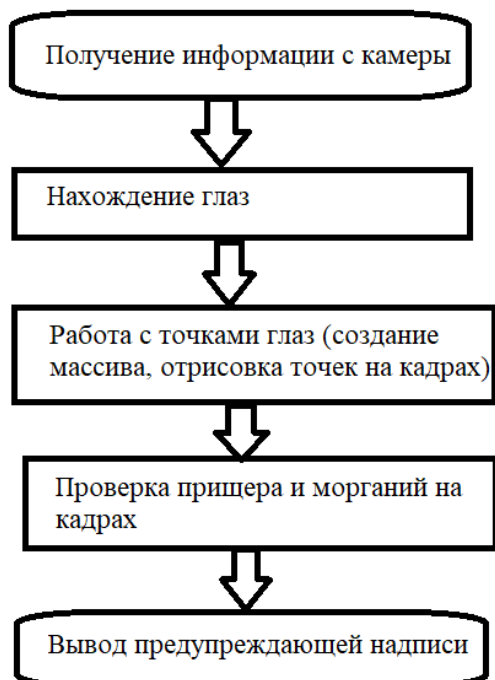 Получение информации с камеры
Нахождение глаз
Работа с точками глаз (создание
массива, отрисовка точек на кадрах)
Проверка прищера и морганий на
кадрах
Вывод предупреждающей надписи